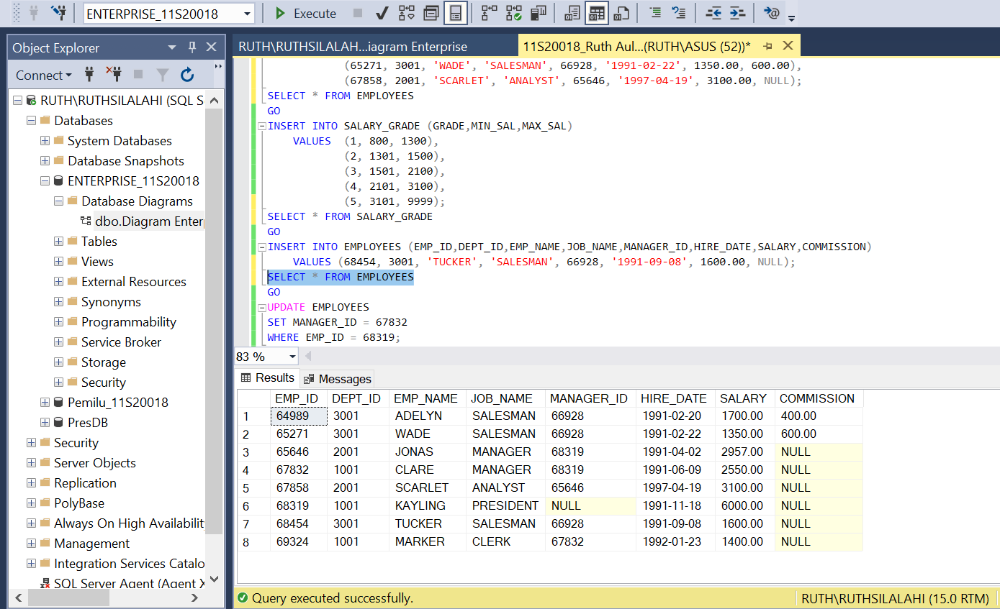 ENTERPRISE_11S20018 Execute
Object Explorer
Connect
RUTH\RUTHSILALAHI (SQL S
Databases
System Databases
Database Snapshots
ENTERPRISE_11S20018
Database Diagrams
dbo.Diagram Enter
Tables
Views
External Resources
Synonyms
Programmability
Service Broker
Storage
Security
Pemilu_11S20018
PresDB
Security
Server Objects
Replication
PolyBase
Always On High Availabilit
Management
Integration Services Catalo
SQL Server Agent (Agent X
RUTH\RUTHSILALAH...iagram Enterprise
11S20018_Ruth Aul...(RUTH\ASUS (52))*
(65271, 3001, 'WADE', 'SALESMAN', 66928, '1991-02-22', 1350.00, 600.00),
(67858, 2001, 'SCARLET', 'ANALYST', 65646, '1997-04-19', 3100.00, NULL);
SELECT * FROM EMPLOYEES
GO
INSERT INTO SALARY_GRADE (GRADE,MIN_SAL,MAX_SAL)
VALUES (1, 800, 1300),
(2, 1301, 1500),
(3, 1501, 2100),
(4, 2101, 3100),
(5, 3101, 9999);
SELECT * FROM SALARY_GRADE
GO
INSERT INTO EMPLOYEES (EMP_ID,DEPT_ID,EMP_NAME,JOB_NAME,MANAGER_ID,HIRE_DATE,SALARY,COMMISSION)
VALUES (68454, 3001, 'TUCKER', 'SALESMAN', 66928, '1991-09-08', 1600.00, NULL);
SELECT * FROM EMPLOYEES
GO
UPDATE EMPLOYEES
SET MANAGER_ID = 67832
WHERE EMP_ID = 68319;
83 %
Results Messages
EMP_ID DEPT_ID EMP_NAME JOB_NAME MANAGER_ID HIRE_DATE SALARY COMMISSION
1 64989 3001 ADELYN SALESMAN 66928 1991-02-20 1700.00 400.00
2 65271 3001 WADE SALESMAN 66928 1991-02-22 1350.00 600.00
3 65646 2001 JONAS MANAGER 68319 1991-04-02 2957.00 NULL
4 67832 1001 CLARE MANAGER 68319 1991-06-09 2550.00 NULL
5 67858 2001 SCARLET ANALYST 65646 1997-04-19 3100.00 NULL
6 68319 1001 KAYLING PRESIDENT NULL 1991-11-18 6000.00 NULL
7 68454 3001 TUCKER SALESMAN 66928 1991-09-08 1600.00 NULL
8 69324 1001 MARKER CLERK 67832 1992-01-23 1400.00 NULL
Query executed successfully. RUTH\RUTHSILALAHI (15.0 RTM)